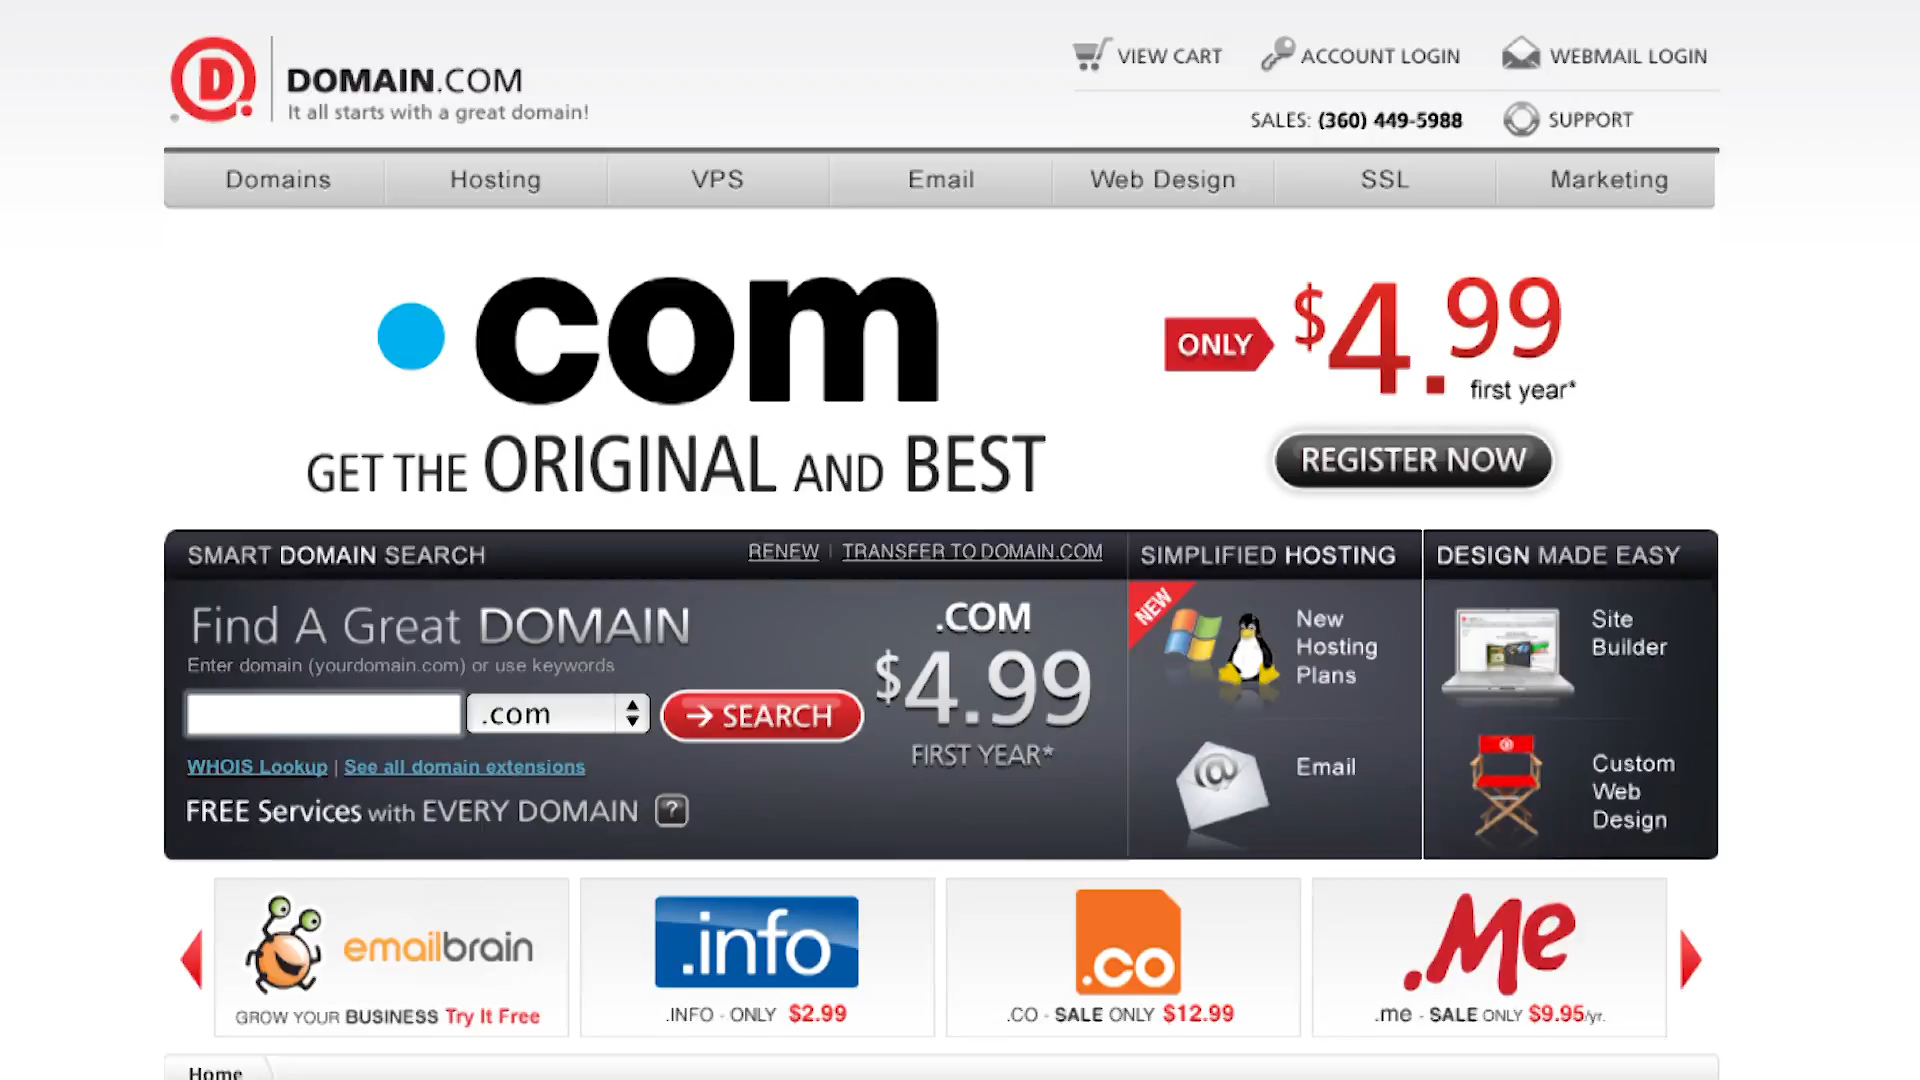 D
®
DOMAIN.COM
It all starts with a great domain!
VIEW CART
ACCOUNT LOGIN
WEBMAIL LOGIN
SALES: (360) 449-5988
SUPPORT
Domains
Hosting
VPS
Email
Web Design
SSL
Marketing
.com
GET THE ORIGINAL AND BEST
ONLY
$4.99
first year*
REGISTER NOW
SMART DOMAIN SEARCH
RENEW | TRANSFER TO DOMAIN.COM
Find A Great DOMAIN
Enter domain (yourdomain.com) or use keywords
.com
→ SEARCH
WHOIS Lookup | See all domain extensions
FREE Services with EVERY DOMAIN ?
.COM
$4.99
FIRST YEAR*
SIMPLIFIED HOSTING
NEW
New
Hosting
Plans
@
Email
DESIGN MADE EASY
Site
Builder
Custom
Web
Design
emailbrain
GROW YOUR BUSINESS Try It Free
.info
.INFO - ONLY $2.99
.co
.CO - SALE ONLY $12.99
.Me
.me - SALE ONLY $9.95/yr.
Home